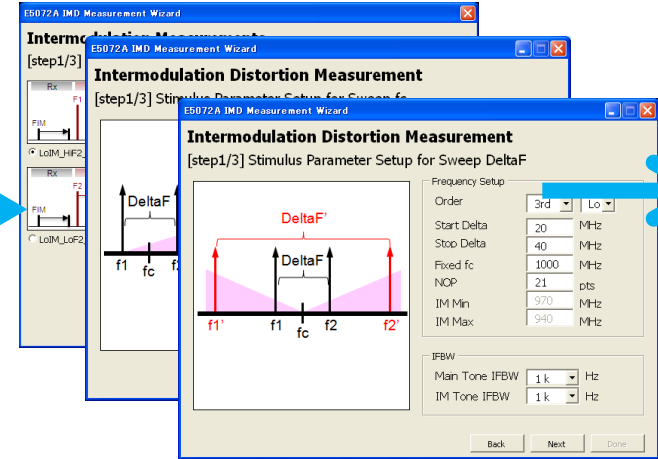 E5072A IMD Measurement Wizard
[step1/3]
Rx
F1
FIM
LoIM_HiF2_
Rx
F2
FIM
LoIM_LoF2_
E5072A IMD Measurement Wizard
Intermodulation Distortion Measurement
[step1/3] Stimulus Parameter Setup for Sweep fc
DeltaF
f1 fc
E5072A IMD Measurement Wizard
Intermodulation Distortion Measurement
[step1/3] Stimulus Parameter Setup for Sweep DeltaF
DeltaF'
DeltaF
f1' f1 fc f2 f2'
Frequency Setup
Order 3rd Lo
Start Delta 20 MHz
Stop Delta 40 MHz
Fixed fc 1000 MHz
NOP 21 pts
IM Min 970 MHz
IM Max 940 MHz
IFBW
Main Tone IFBW 1 k Hz
IM Tone IFBW 1 k Hz
Back Next Done